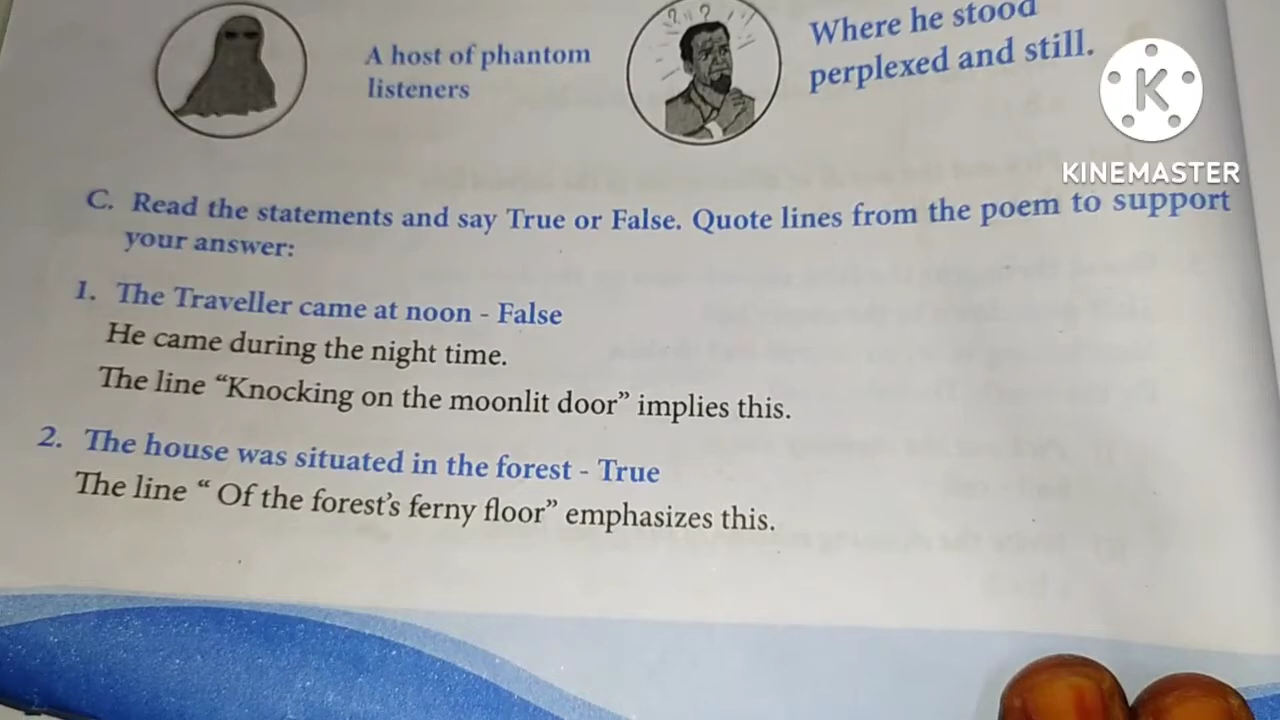 A host of phantom
listeners
Where he stood
perplexed and still.
K
KINEMASTER
C. Read the statements and say True or False. Quote lines from the poem to support
your answer:
1. The Traveller came at noon - False
He came during the night time.
The line “Knocking on the moonlit door” implies this.
2. The house was situated in the forest - True
The line “ Of the forest’s ferny floor” emphasizes this.